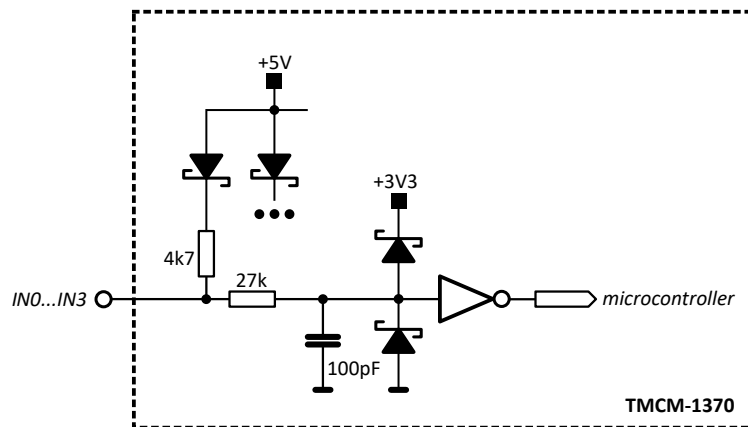 +5V
+3V3
4k7
27k
IN0...IN3
microcontroller
100pF
TMCM-1370